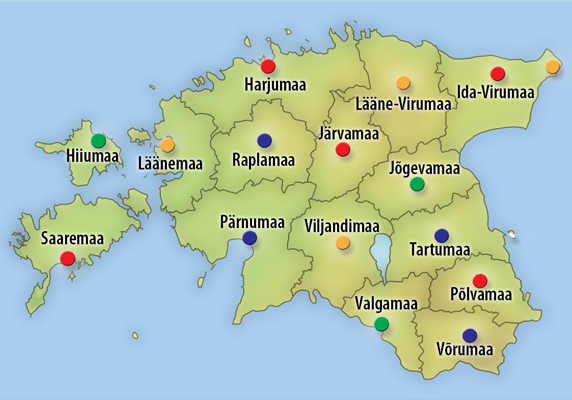 Harjumaa
Lääne-Virumaa
Ida-Virumaa
Järvamaa
Hiiumaa
Läänemaa
Raplamaa
Jõgevamaa
Pärnumaa
Viljandimaa
Saaremaa
Tartumaa
Põlvamaa
Valgamaa
Võrumaa